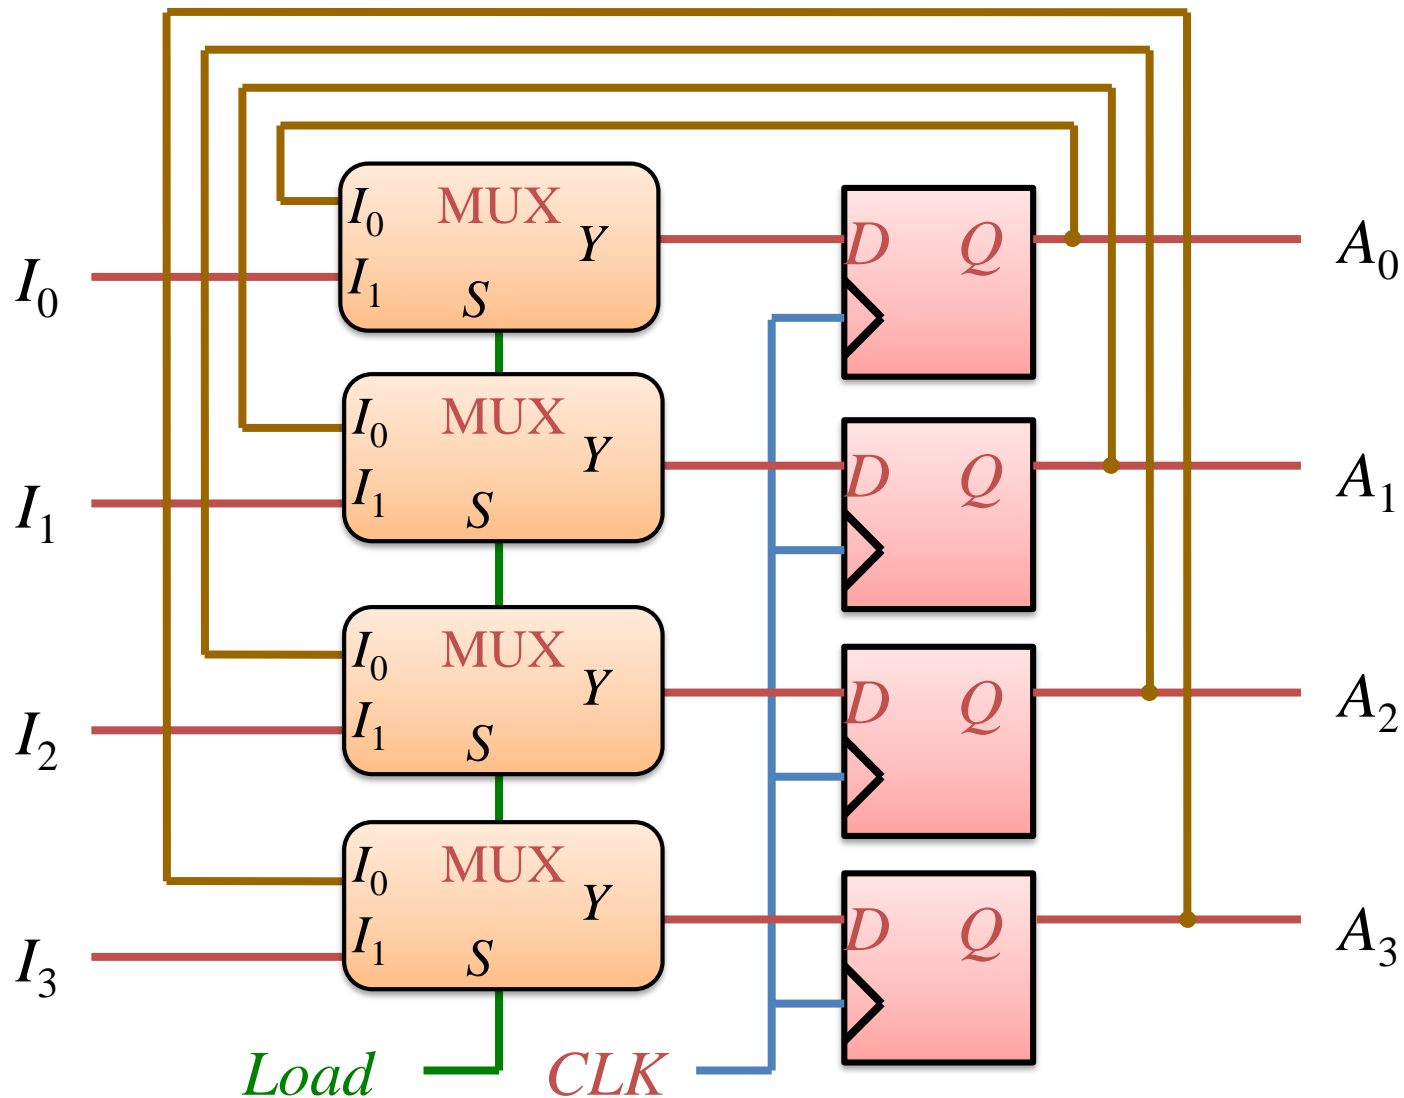 I₀ MUX Y
I₀ I₁ S
D Q A₀
I₀ MUX Y
I₁ I₁ S
D Q A₁
I₀ MUX Y
I₂ I₁ S
D Q A₂
I₀ MUX Y
I₃ I₁ S
D Q A₃
Load CLK